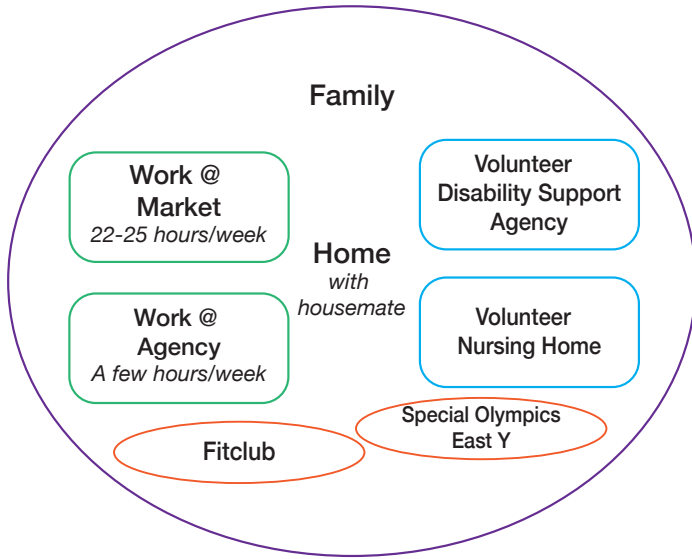 Family
Work @
Market
22-25 hours/week
Volunteer
Disability Support
Agency
Home
with
housemate
Work @
Agency
A few hours/week
Volunteer
Nursing Home
Fitclub
Special Olympics
East Y